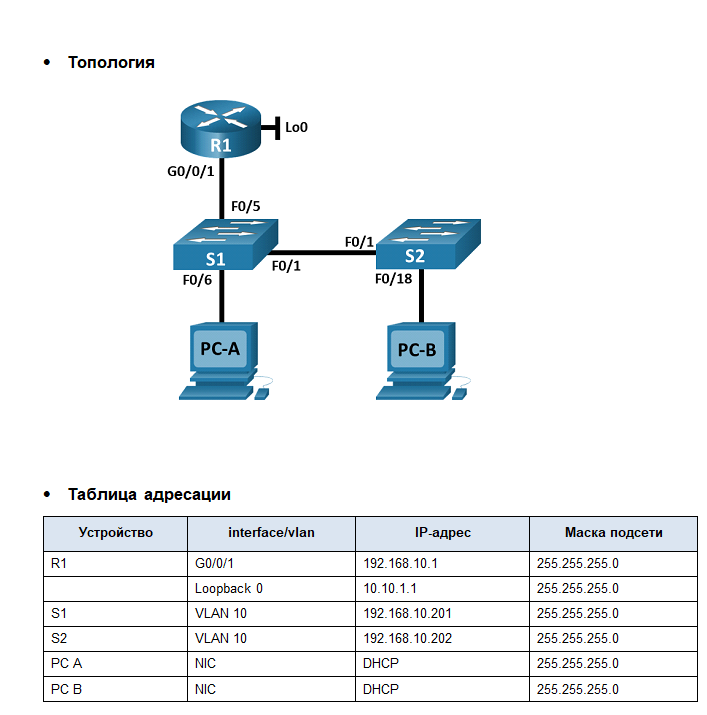 • Топология
Lo0
R1
G0/0/1
F0/5
F0/1
S1
S2
F0/1
F0/6
F0/18
PC-A
PC-B
• Таблица адресации
Устройство interface/vlan IP-адрес Маска подсети
R1 G0/0/1 192.168.10.1 255.255.255.0
Loopback 0 10.10.1.1 255.255.255.0
S1 VLAN 10 192.168.10.201 255.255.255.0
S2 VLAN 10 192.168.10.202 255.255.255.0
PC A NIC DHCP 255.255.255.0
PC B NIC DHCP 255.255.255.0